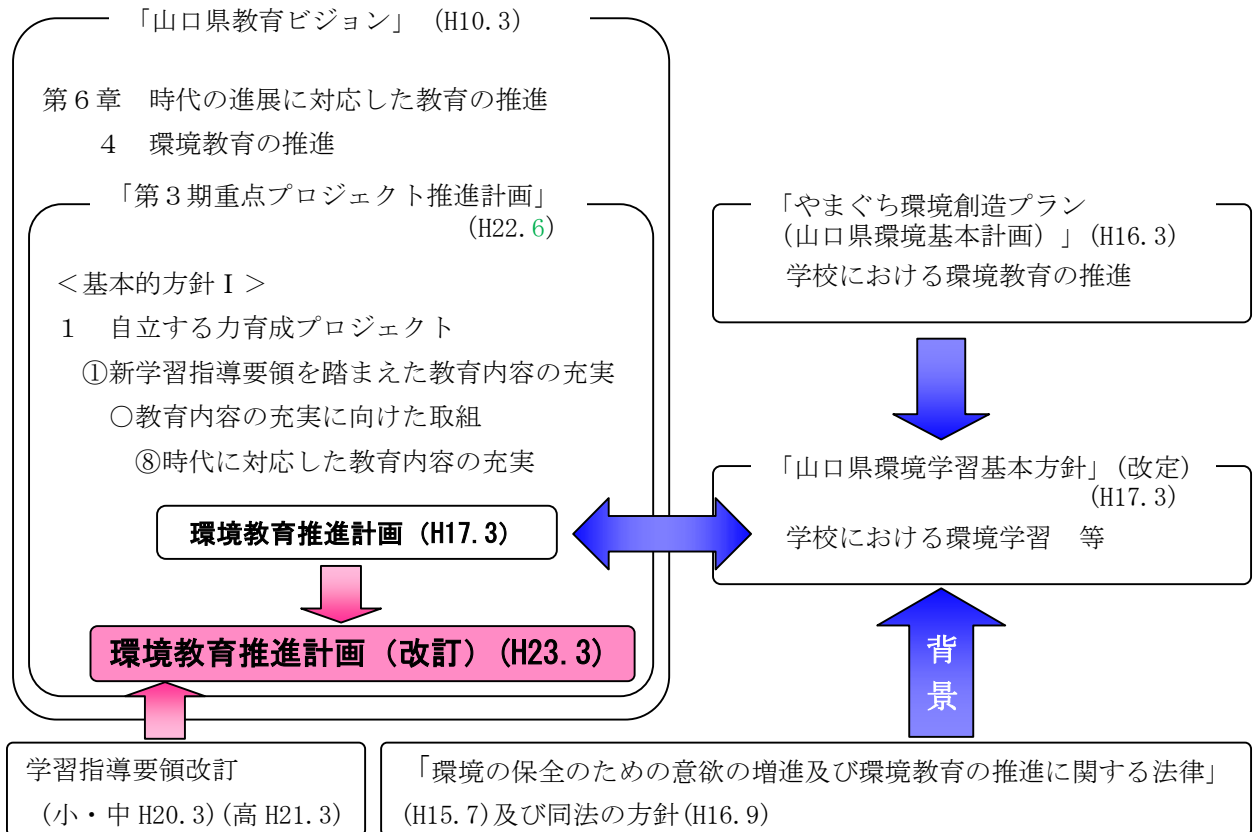 「山口県教育ビジョン」 (H10.3)
第6章 時代の進展に対応した教育の推進
4 環境教育の推進
「第3期重点プロジェクト推進計画」
(H22.6)
＜基本的方針Ⅰ＞
1 自立する力育成プロジェクト
①新学習指導要領を踏まえた教育内容の充実
○教育内容の充実に向けた取組
⑧時代に対応した教育内容の充実
環境教育推進計画 (H17.3)
環境教育推進計画（改訂）(H23.3)
学習指導要領改訂
(小・中 H20.3)(高 H21.3)
「やまぐち環境創造プラン
(山口県環境基本計画）」(H16.3)
学校における環境教育の推進
「山口県環境学習基本方針」(改定)
(H17.3)
学校における環境学習 等
背
景
「環境の保全のための意欲の増進及び環境教育の推進に関する法律」
(H15.7)及び同法の方針(H16.9)